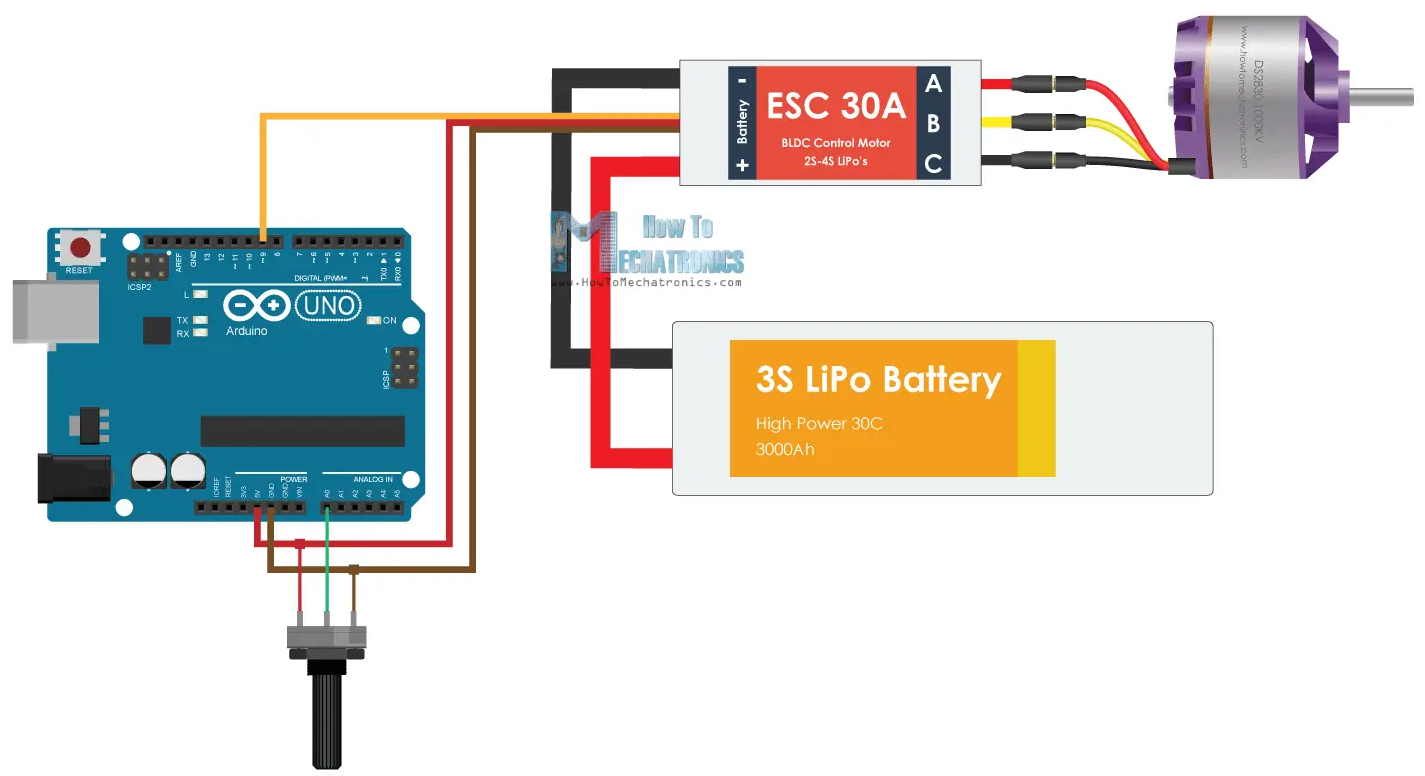 ESC 30A
BLDC Control Motor
2S-4S LiPo's
- Battery +
A
B
C
DS2830 1000KV
www.howtomechatronics.com
How To
MECHATRONICS
www.HowToMechatronics.com
3S LiPo Battery
High Power 30C
3000Ah
RESET
ICSP2
AREF
GND
13
12
~11
~10
~9
8
7
~6
~5
4
~3
2
TX0 ▶1
RX0 ◀0
DIGITAL (PWM=
L
TX
RX
UNO
Arduino
ON
1
ICSP
POWER
ANALOG IN
IOREF
RESET
3V3
5V
GND
GND
VIN
A0
A1
A2
A3
A4
A5